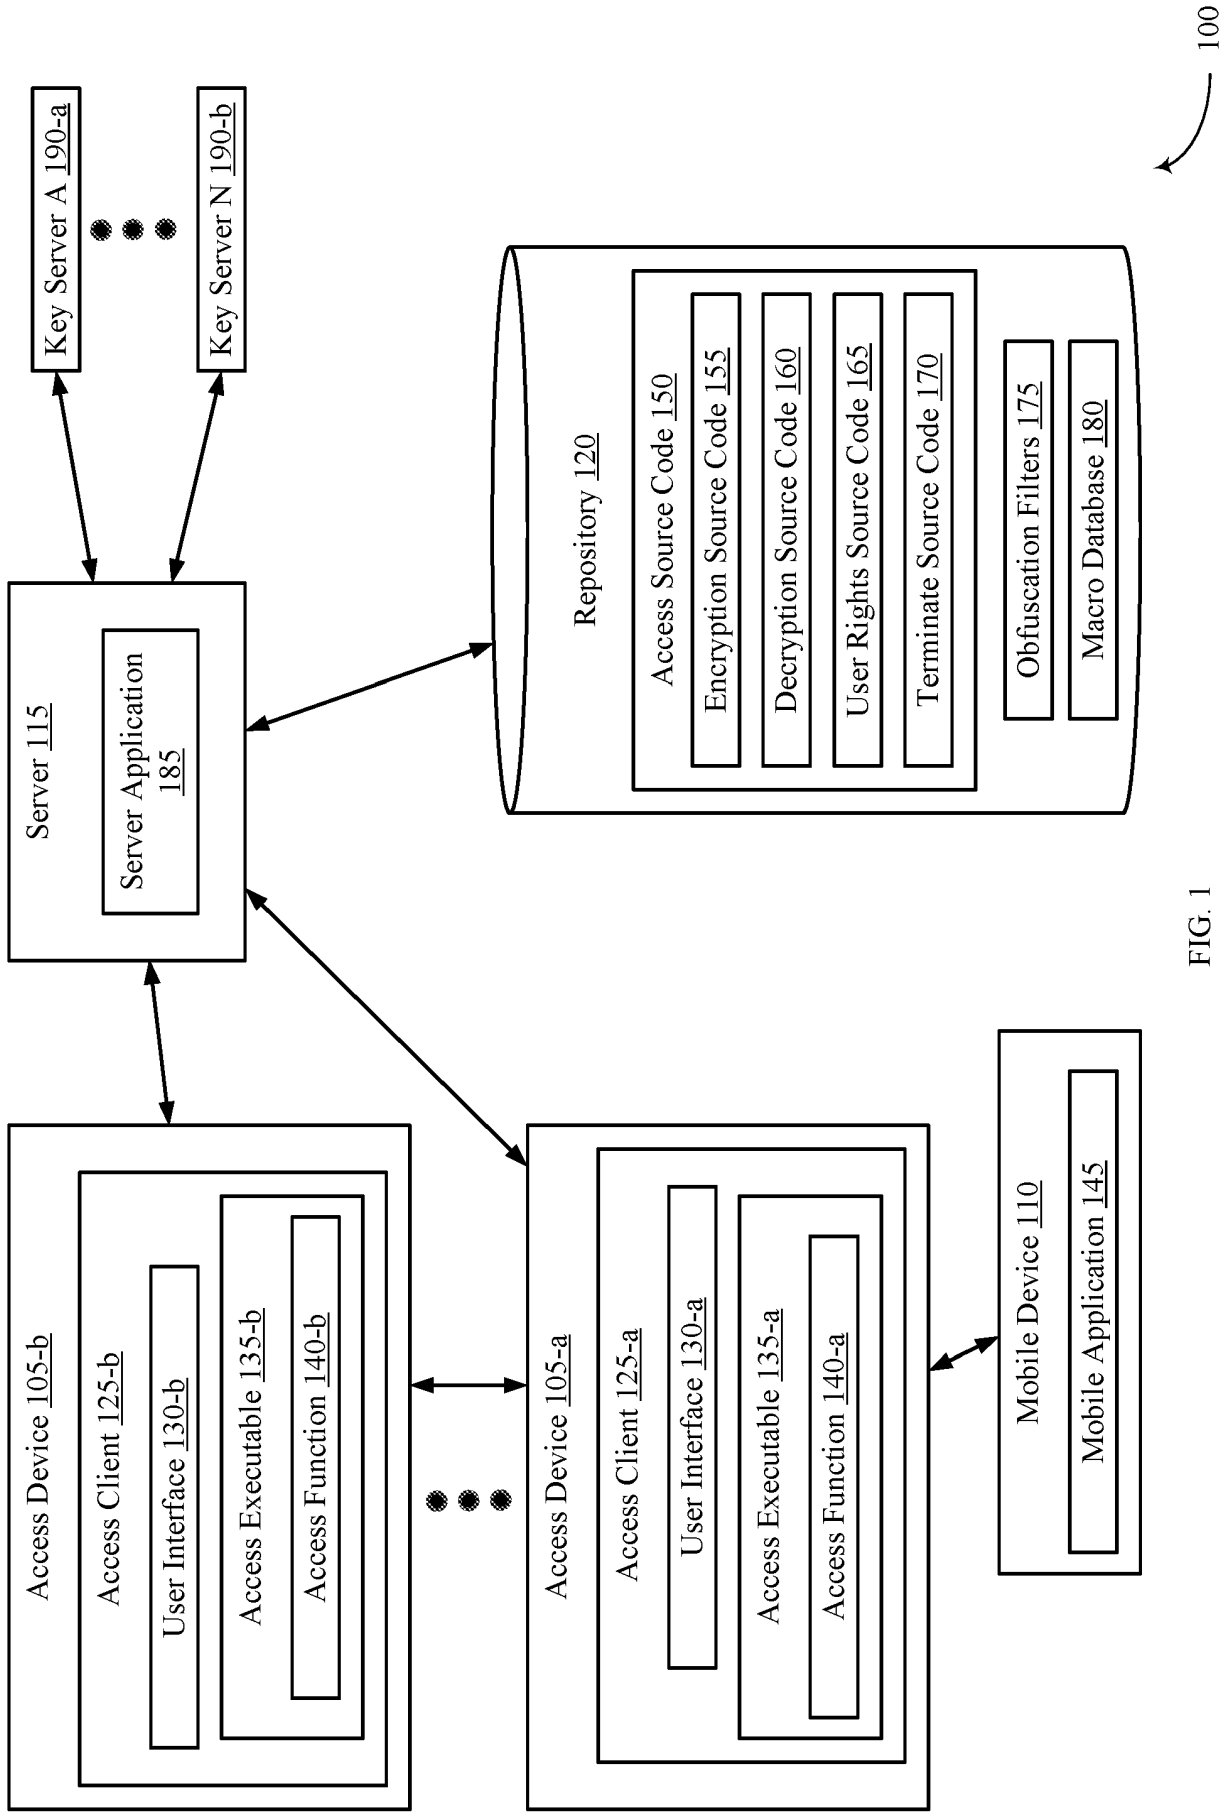 Access Device 105-b
Access Client 125-b
User Interface 130-b
Access Executable 135-b
Access Function 140-b
Access Device 105-a
Access Client 125-a
User Interface 130-a
Access Executable 135-a
Access Function 140-a
Mobile Device 110
Mobile Application 145
Server 115
Server Application
185
Key Server A 190-a
Key Server N 190-b
Repository 120
Access Source Code 150
Encryption Source Code 155
Decryption Source Code 160
User Rights Source Code 165
Terminate Source Code 170
Obfuscation Filters 175
Macro Database 180
100
FIG. 1